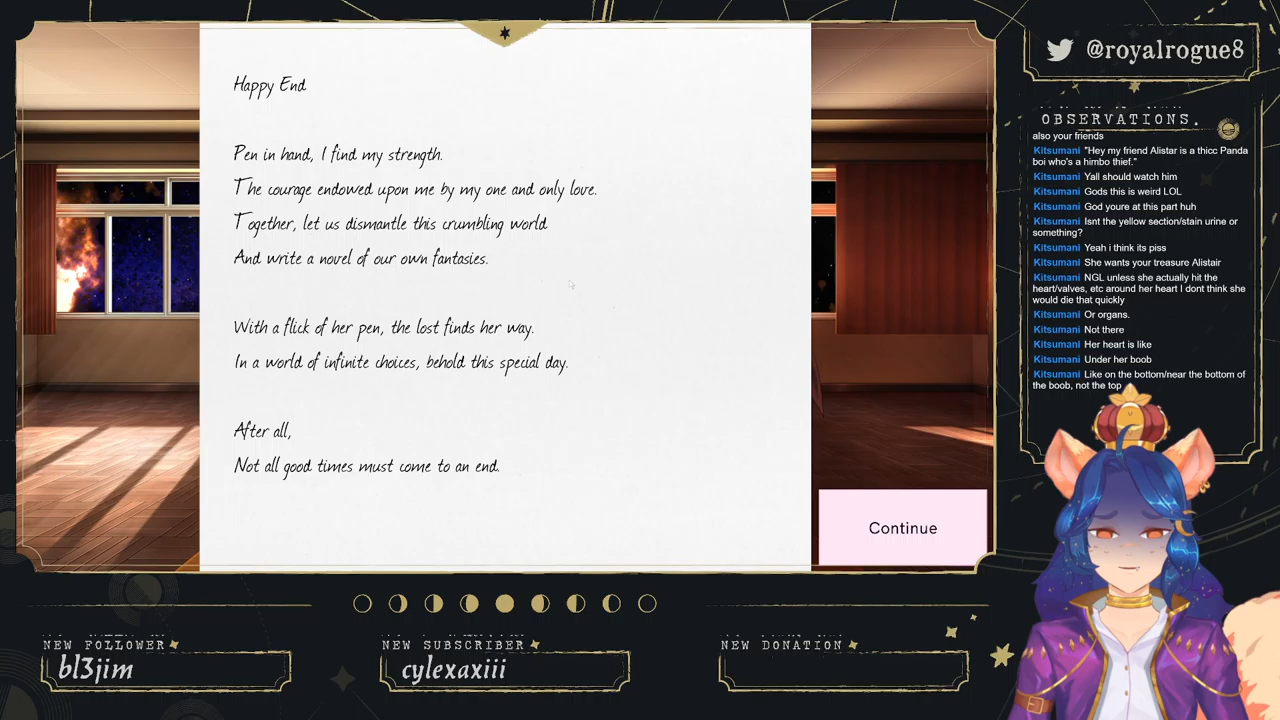 Happy End
Pen in hand, I find my strength.
The courage endowed upon me by my one and only love.
Together, let us dismantle this crumbling world
And write a novel of our own fantasies.
With a flick of her pen, the lost finds her way.
In a world of infinite choices, behold this special day.
After all,
Not all good times must come to an end.
Continue
@royalrogue8
OBSERVATIONS.
also your friends
Kitsumani "Hey my friend Alistar is a thicc Panda
boi who's a himbo thief."
Kitsumani Yall should watch him
Kitsumani Gods this is weird LOL
Kitsumani God youre at this part huh
Kitsumani Isnt the yellow section/stain urine or
something?
Kitsumani Yeah i think its piss
Kitsumani She wants your treasure Alistair
Kitsumani NGL unless she actually hit the
heart/valves, etc around her heart I dont think she
would die that quickly
Kitsumani Or organs.
Kitsumani Not there
Kitsumani Her heart is like
Kitsumani Under her boob
Kitsumani Like on the bottom/near the bottom of
the boob, not the top
NEW FOLLOWER
bl3jim
NEW SUBSCRIBER
cylexaxiii
NEW DONATION